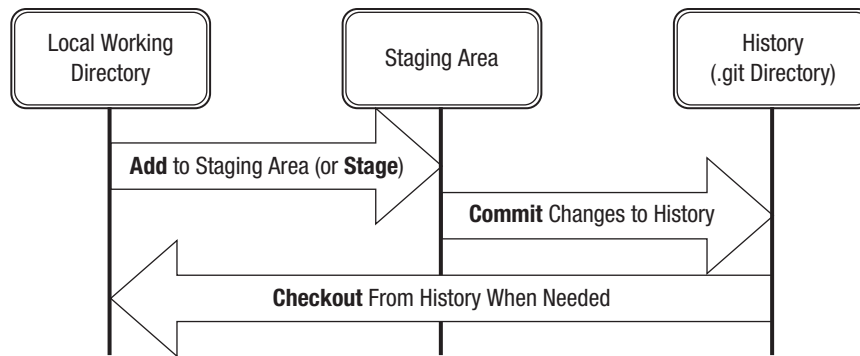 Local Working
Directory
Staging Area
History
(.git Directory)
Add to Staging Area (or Stage)
Commit Changes to History
Checkout From History When Needed